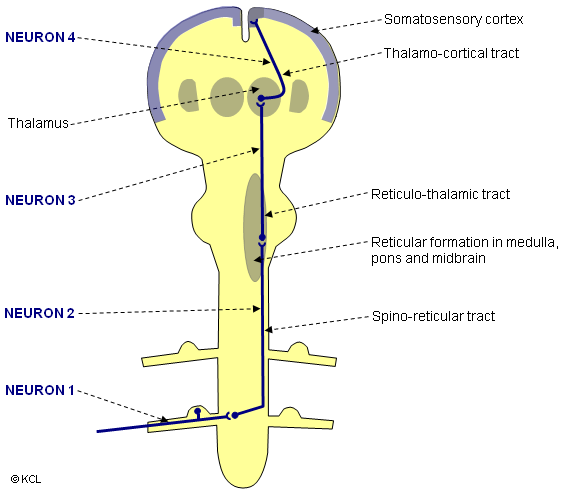 Somatosensory cortex
NEURON 4
Thalamo-cortical tract
Thalamus
Reticulo-thalamic tract
NEURON 3
Reticular formation in medulla,
pons and midbrain
NEURON 2
Spino-reticular tract
NEURON 1
© KCL